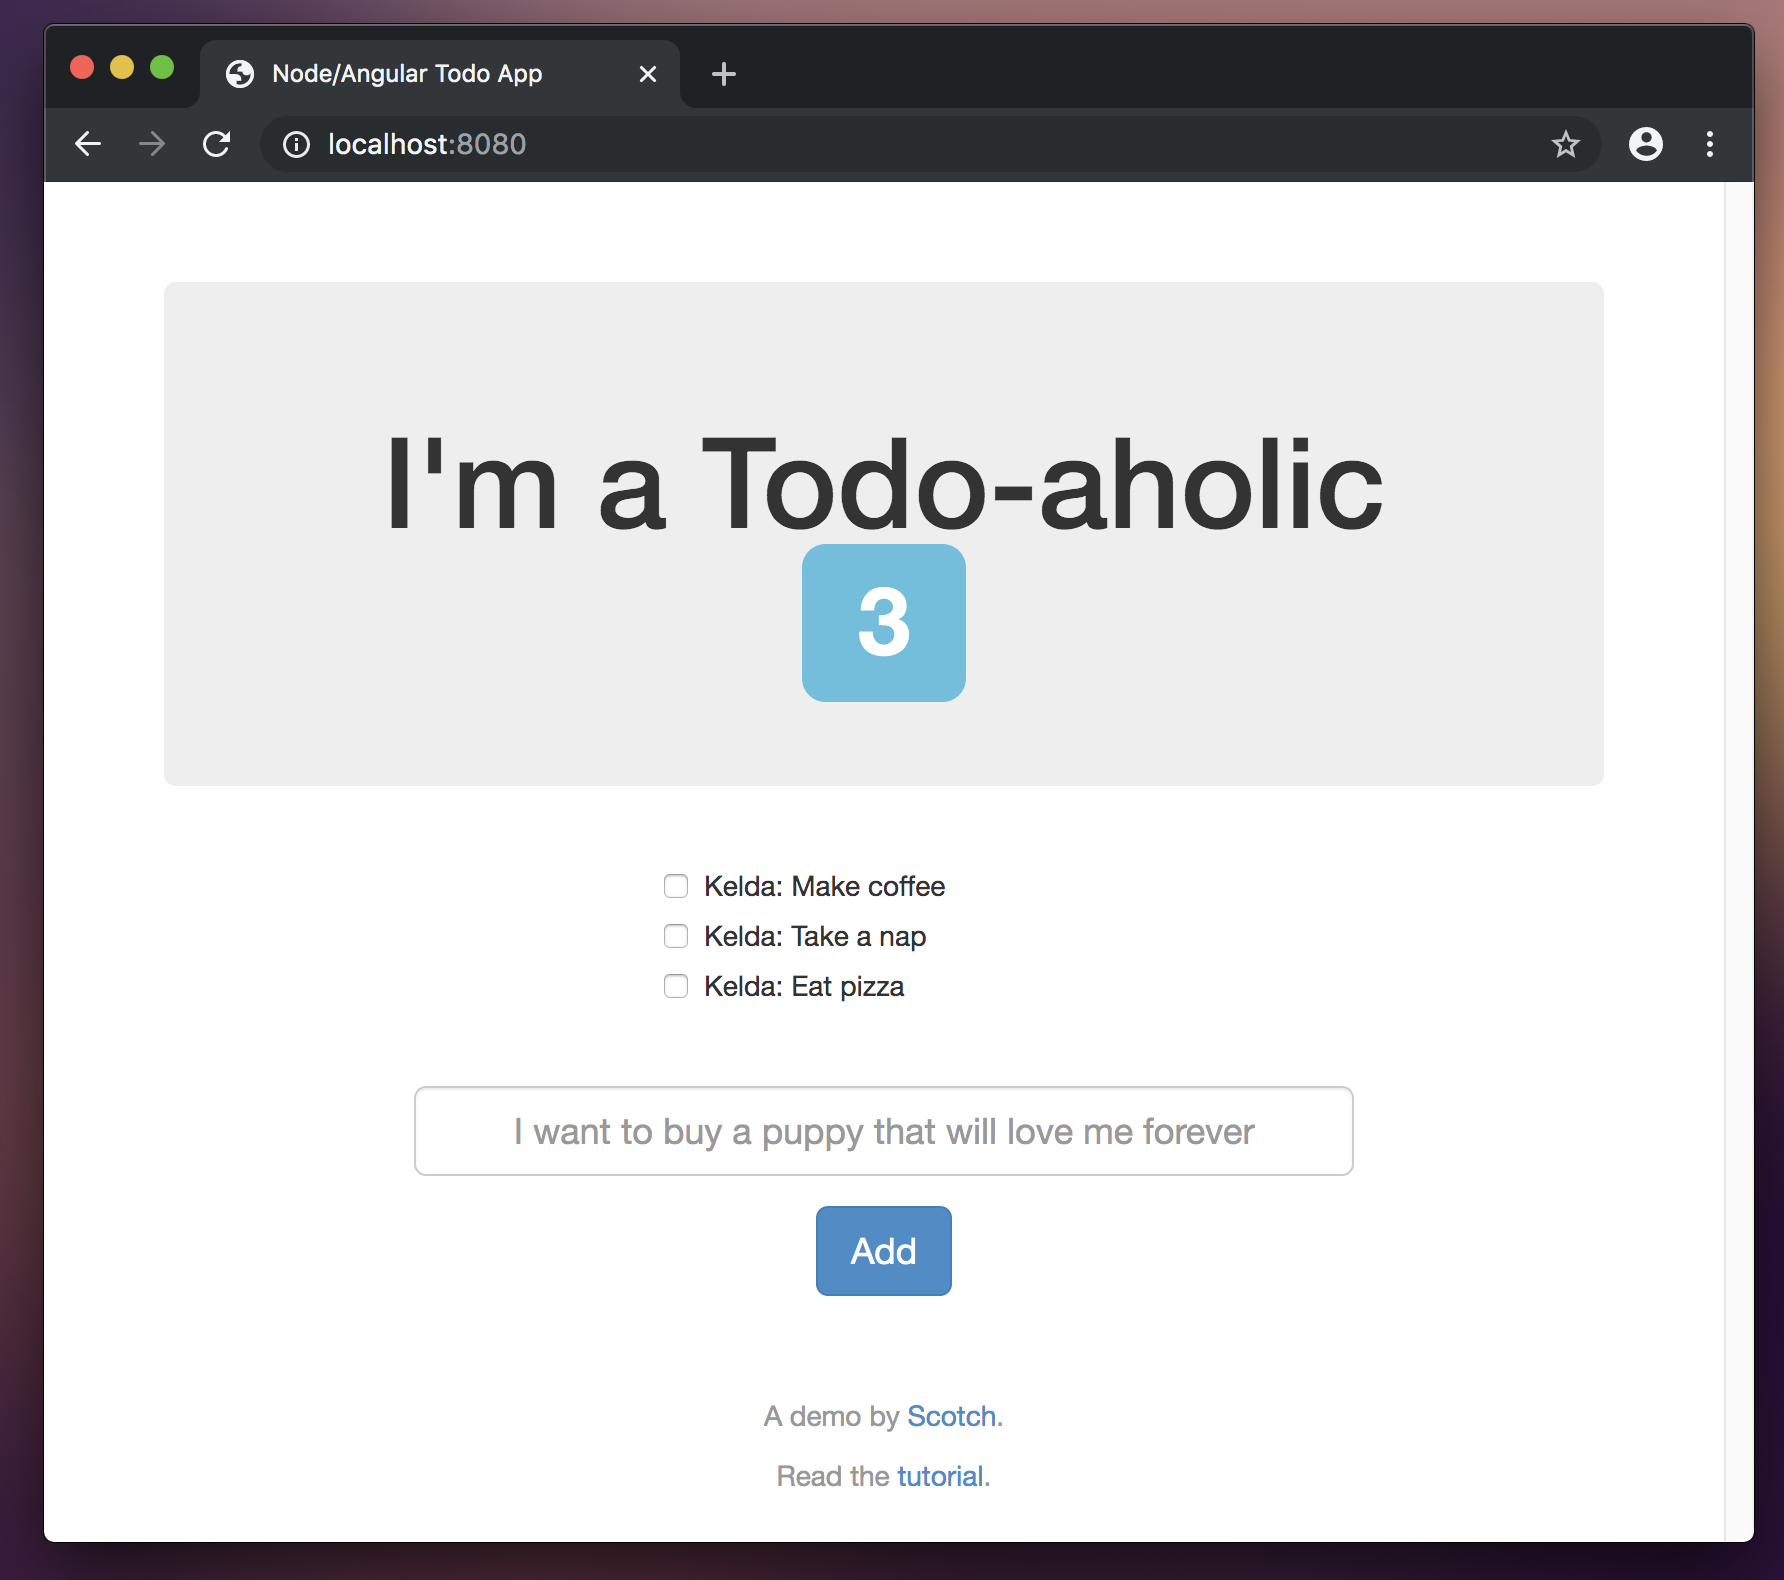 Node/Angular Todo App
localhost:8080
I'm a Todo-aholic
3
Kelda: Make coffee
Kelda: Take a nap
Kelda: Eat pizza
I want to buy a puppy that will love me forever
Add
A demo by Scotch.
Read the tutorial.